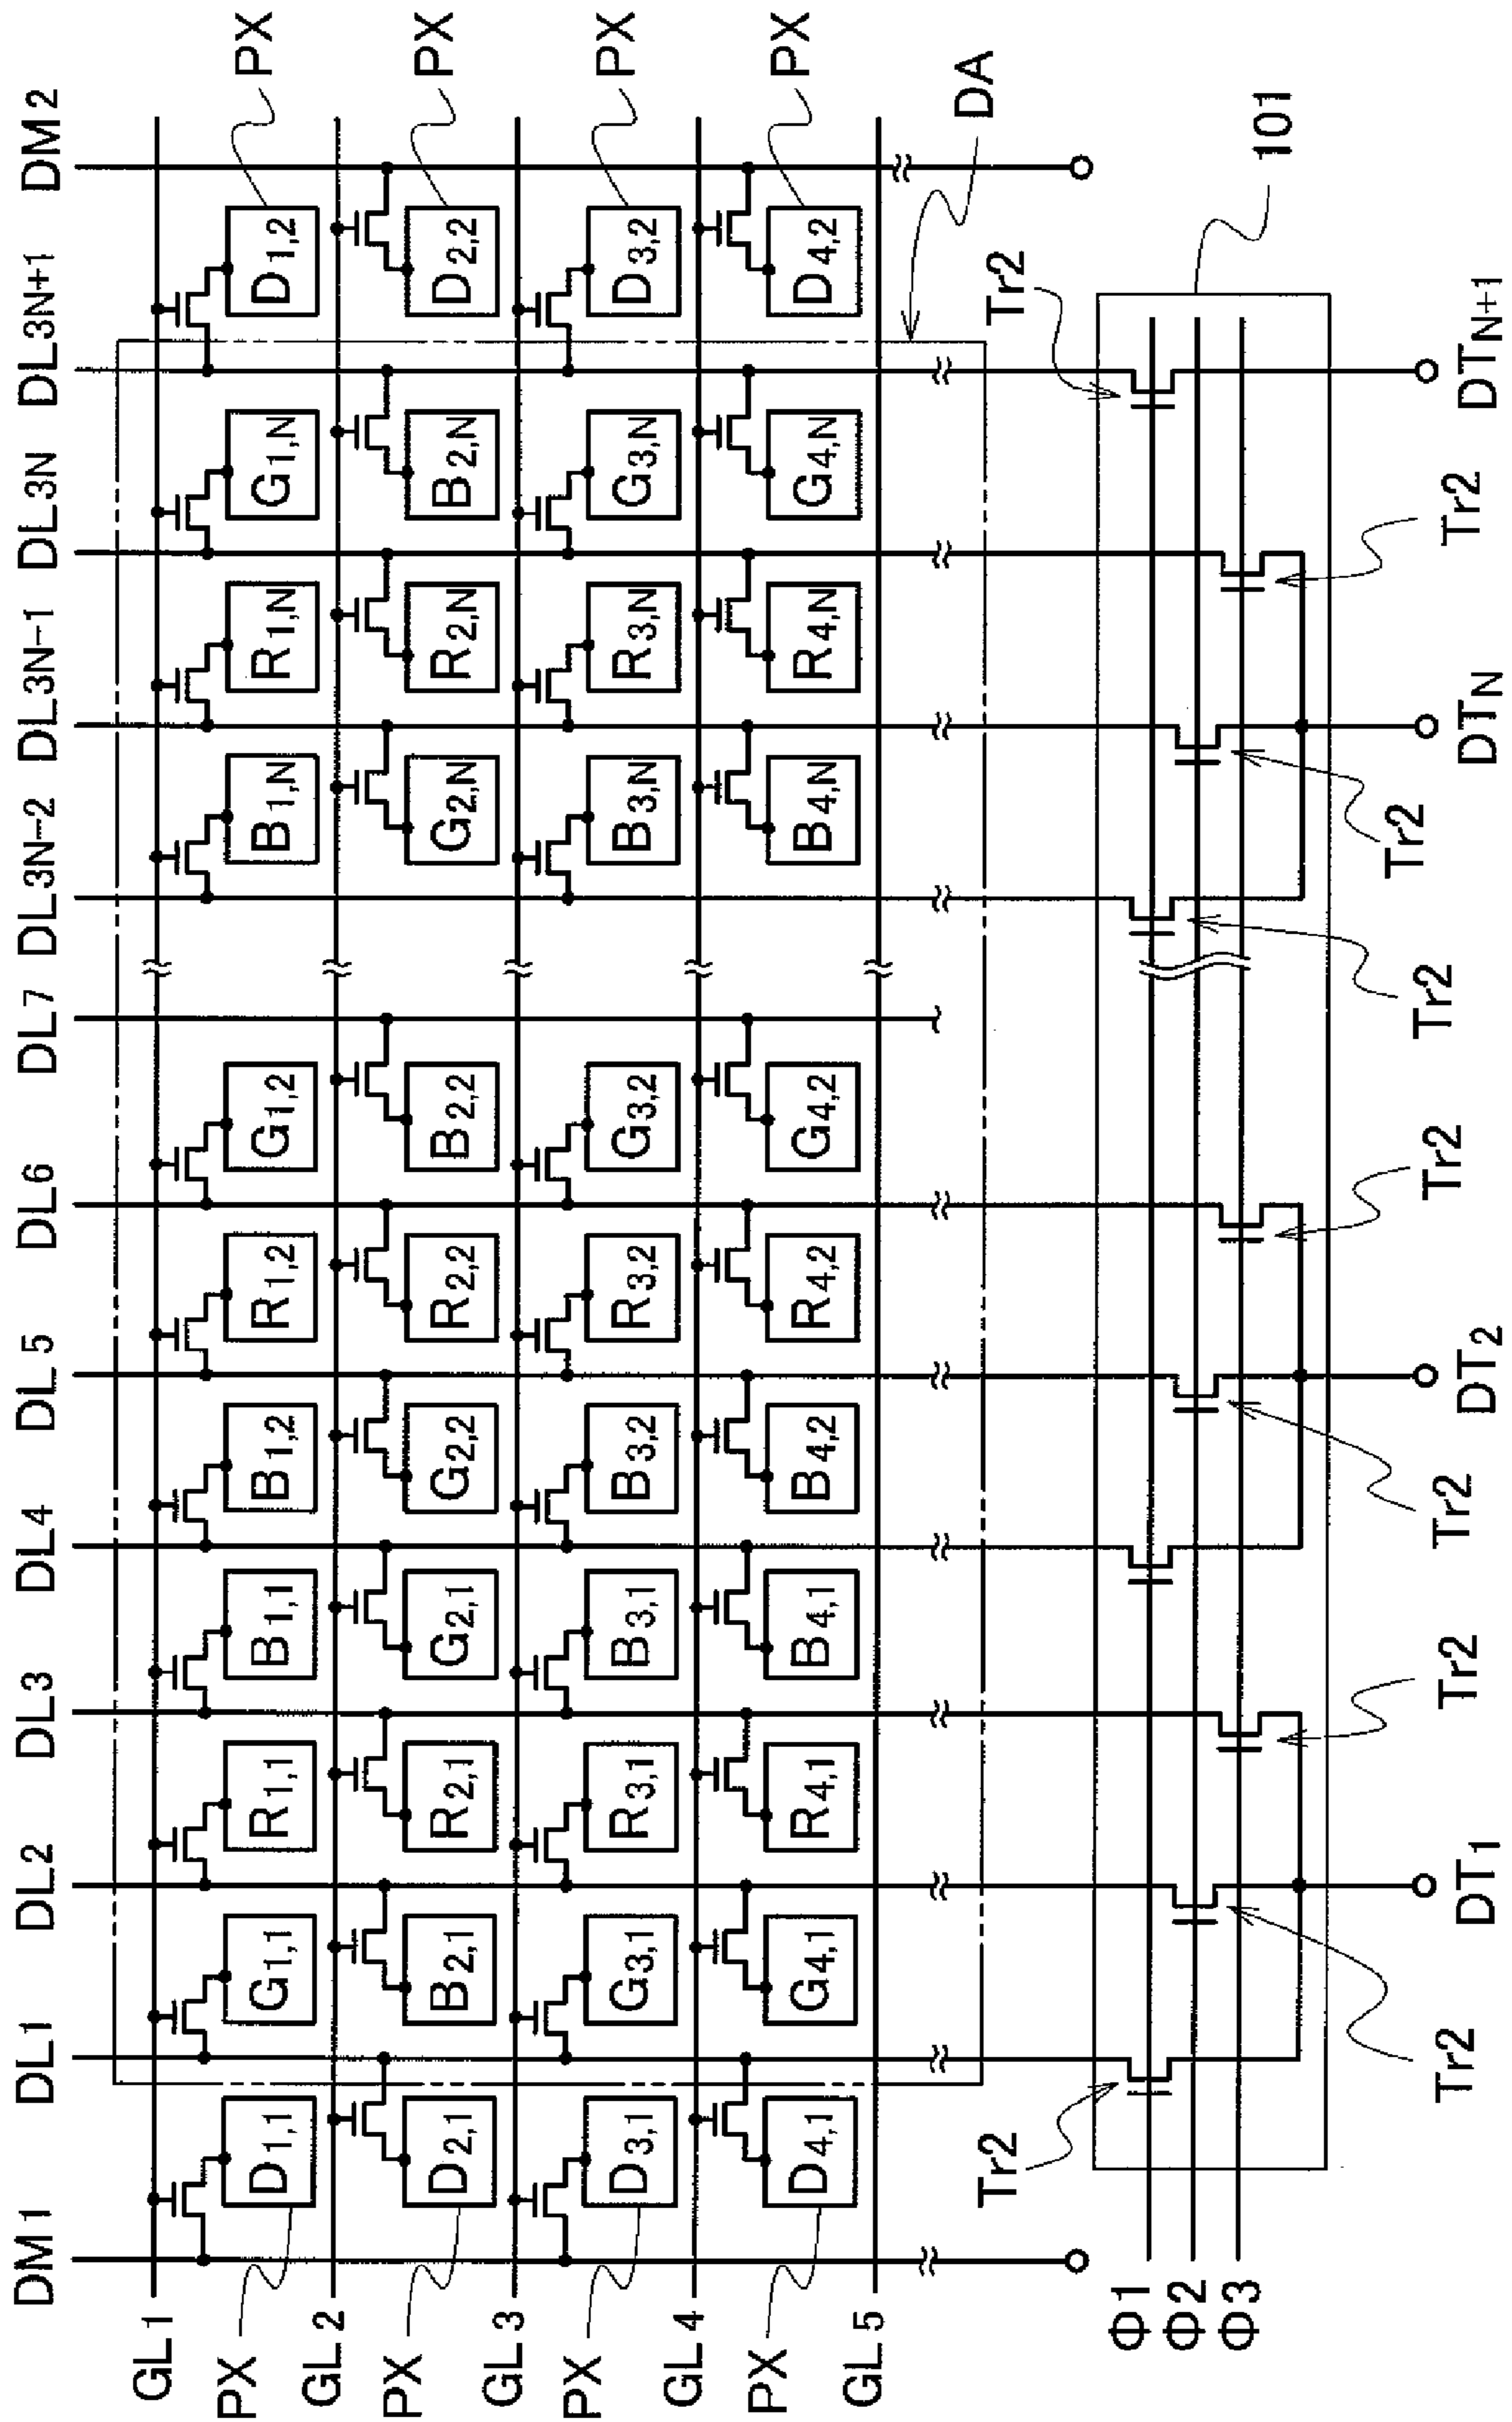 DM1 DL1 DL2 DL3 DL4 DL5 DL6 DL7 DL3N-2 DL3N-1 DL3N DL3N+1 DM2
GL1
D1,1 G1,1 R1,1 B1,1 B1,2 R1,2 G1,2 B1,N R1,N G1,N D1,2 PX
PX
GL2
D2,1 B2,1 R2,1 G2,1 G2,2 R2,2 B2,2 G2,N R2,N B2,N D2,2 PX
PX
GL3
D3,1 G3,1 R3,1 B3,1 B3,2 R3,2 G3,2 B3,N R3,N G3,N D3,2 PX
PX
GL4
D4,1 G4,1 R4,1 B4,1 B4,2 R4,2 G4,2 B4,N R4,N G4,N D4,2 PX
PX
GL5
DA
Tr2 Tr2
Φ1
Φ2
Φ3
101
Tr2 Tr2 Tr2 Tr2 Tr2 Tr2 Tr2
DT1 DT2 DTN DTN+1